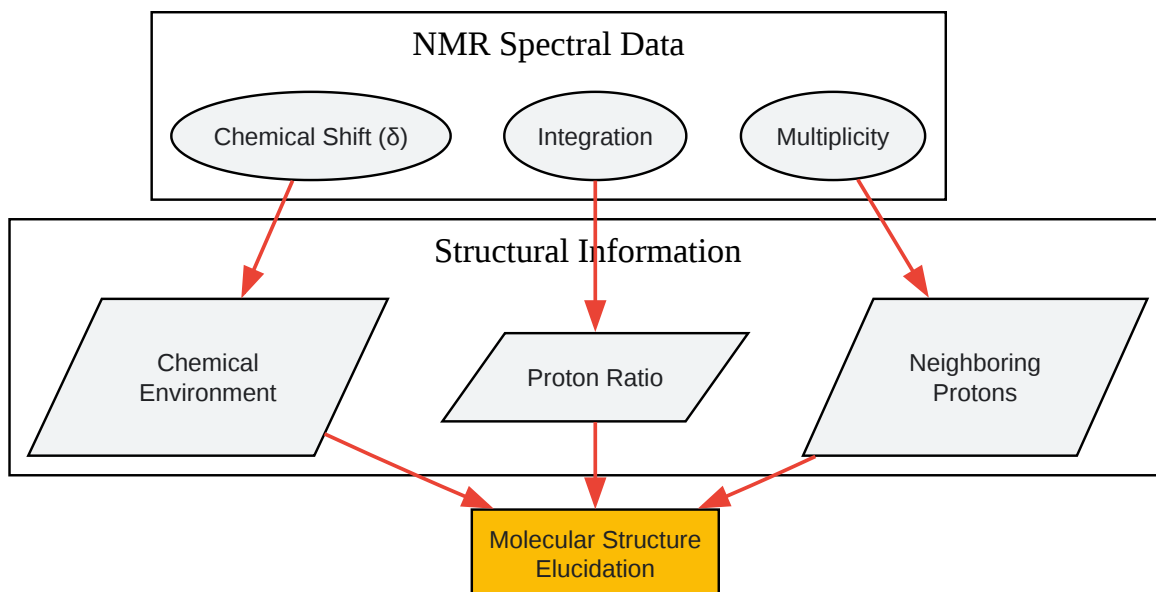 NMR Spectral Data
Chemical Shift (δ)
Integration
Multiplicity
Structural Information
Chemical
Environment
Proton Ratio
Neighboring
Protons
Molecular Structure
Elucidation